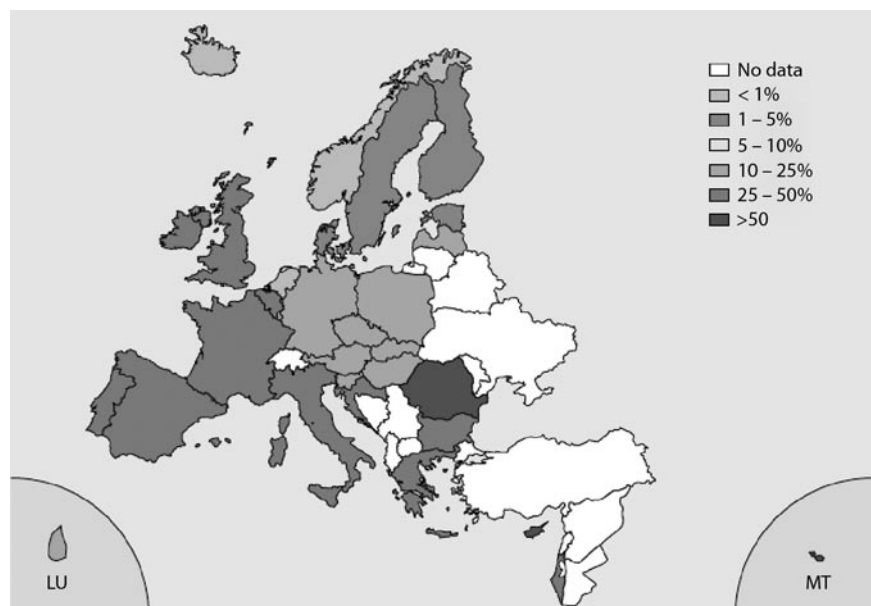 No data
< 1%
1 – 5%
5 – 10%
10 – 25%
25 – 50%
>50
LU
MT